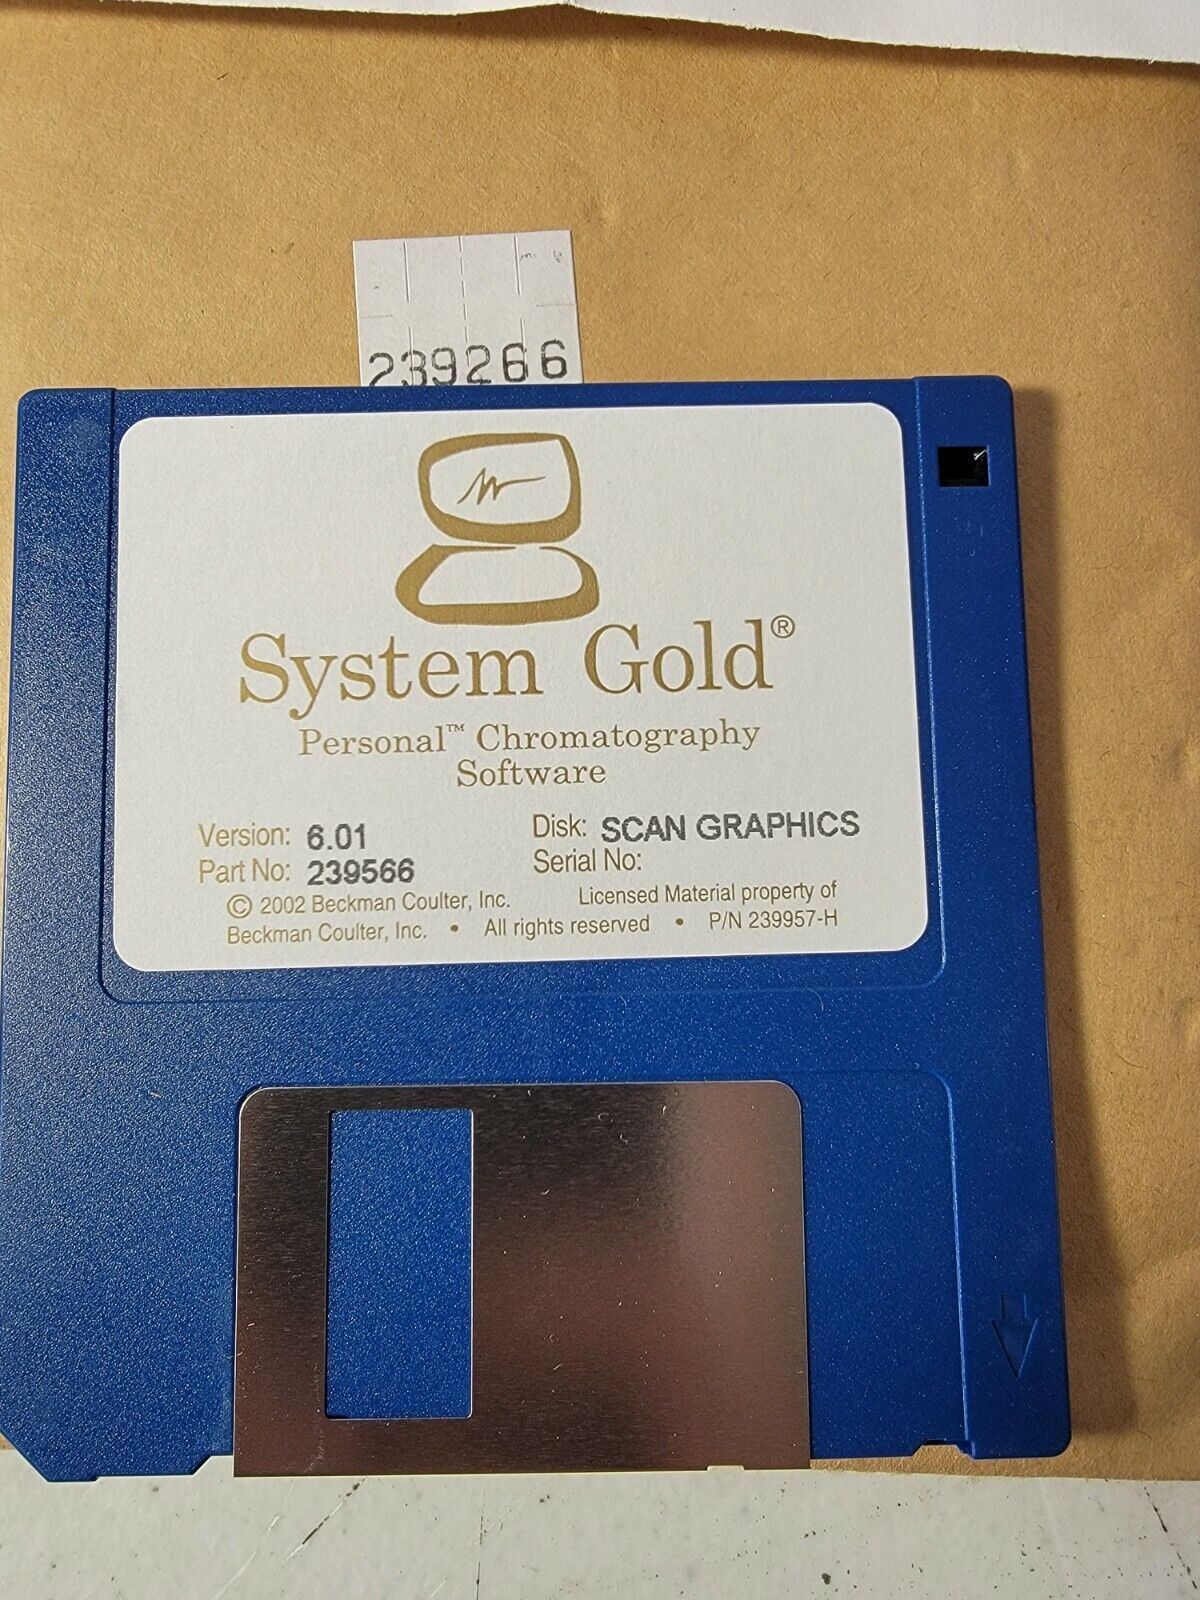 239266
System Gold®
Personal™ Chromatography
Software
Version: 6.01 Disk: SCAN GRAPHICS
Part No: 239566 Serial No:
© 2002 Beckman Coulter, Inc. Licensed Material property of
Beckman Coulter, Inc. • All rights reserved • P/N 239957-H